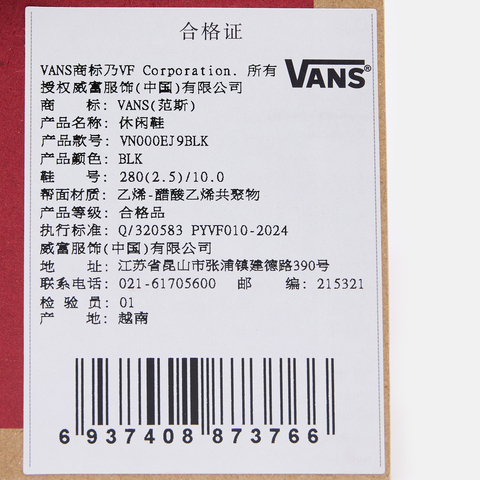 合格证
VANS商标乃VF Corporation. 所有
授权威富服饰(中国)有限公司
VANS®
商 标: VANS(范斯)
产品名称: 休闲鞋
产品款号: VN000EJ9BLK
产品颜色: BLK
鞋 号: 280(2.5)/10.0
帮面材质: 乙烯-醋酸乙烯共聚物
产品等级: 合格品
执行标准: Q/320583 PYVF010-2024
威富服饰(中国)有限公司
地 址: 江苏省昆山市张浦镇建德路390号
联系电话: 021-61705600 邮 编: 215321
检 验 员: 01
产 地: 越南
6 937408 873766